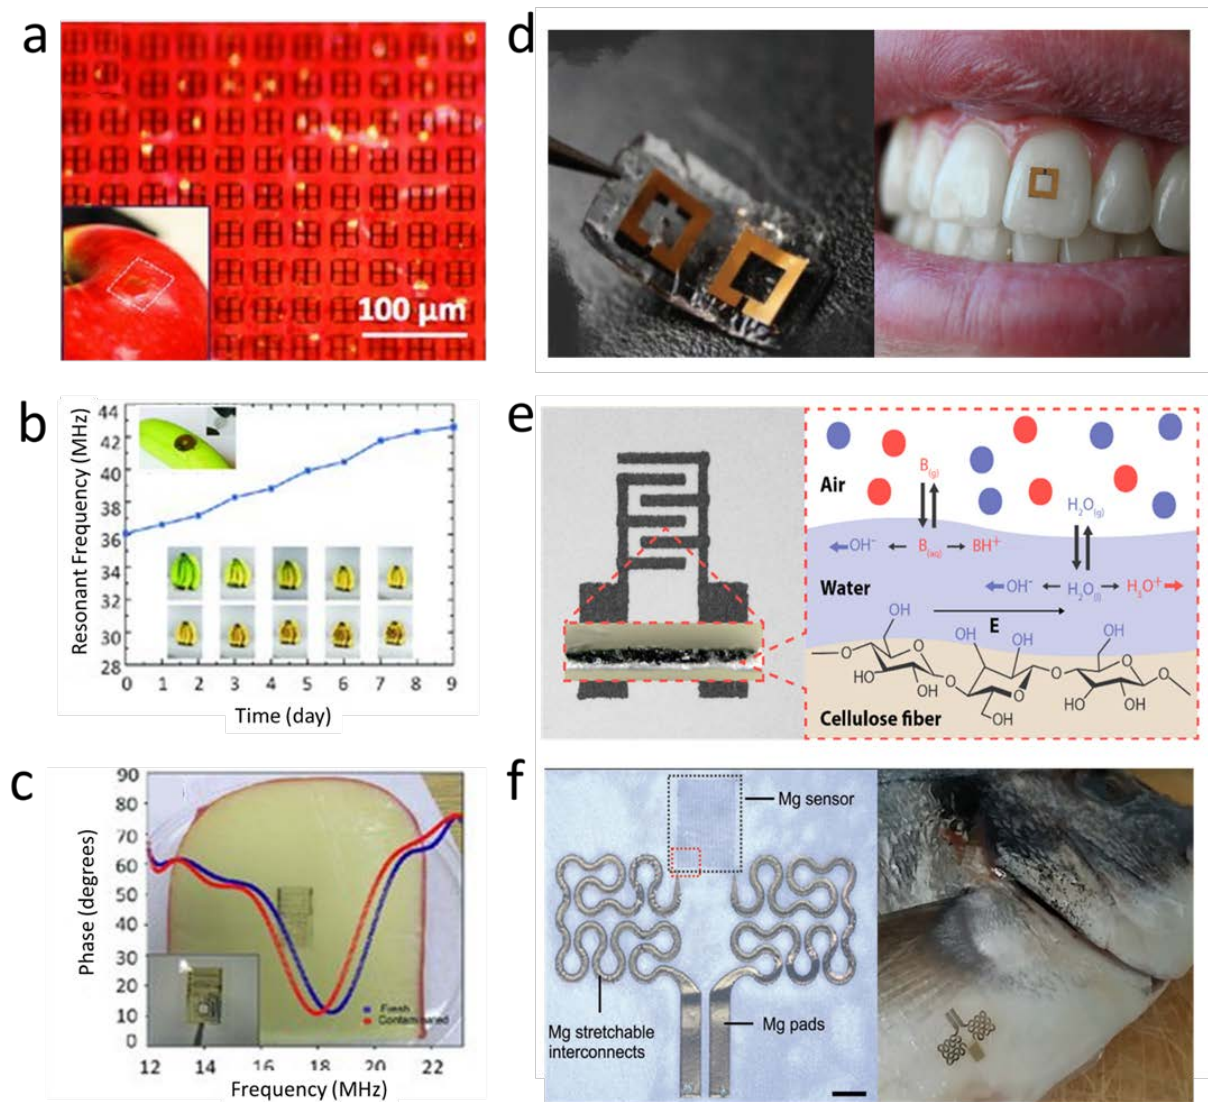 a
100 µm
b
Resonant Frequency (MHz)
44
42
40
38
36
34
32
30
28
0 1 2 3 4 5 6 7 8 9
Time (day)
c
Phase (degrees)
90
80
70
60
50
40
30
20
10
0
Fresh
Contaminated
12 14 16 18 20 22
Frequency (MHz)
d
e
Air
B(g)
H₂O(g)
OH⁻ B(aq) BH⁺
Water
OH⁻ H₂O(l) H₃O⁺
E
OH
OH OH OH
O O O O O O
HO OH HO OH
OH
Cellulose fiber
f
Mg sensor
Mg stretchable
interconnects
Mg pads